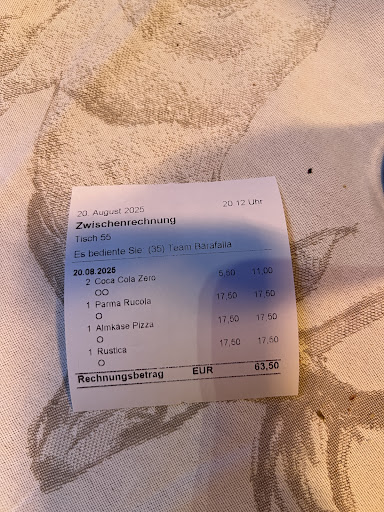 20. August 2025 20:12 Uhr
Zwischenrechnung
Tisch 55
Es bediente Sie: (35) Team Barafaila
20.08.2025
2 Coca Cola Zero 5,50 11,00
OO
1 Parma Rucola 17,50 17,50
O
1 Almkäse Pizza 17,50 17,50
O
1 Rustica 17,50 17,50
O
Rechnungsbetrag EUR 63,50